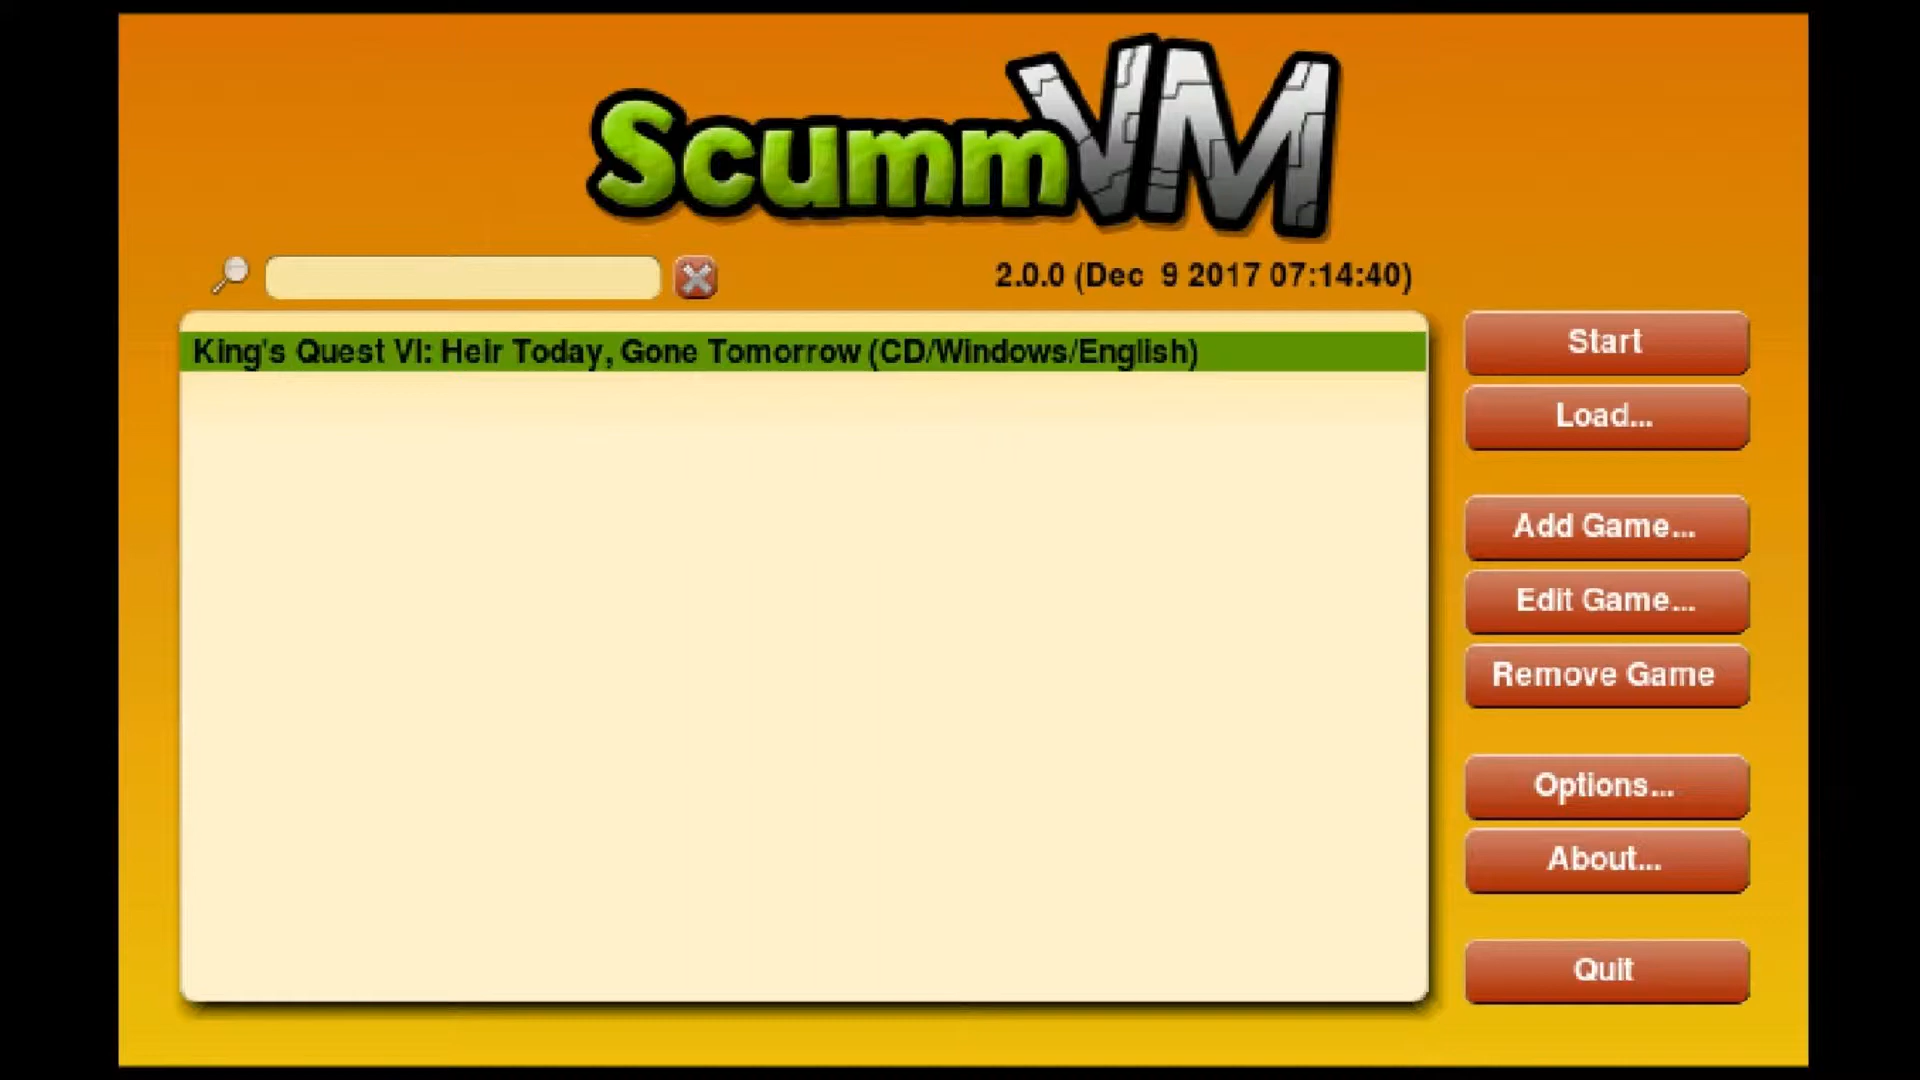 ScummVM
2.0.0 (Dec  9 2017 07:14:40)
King's Quest VI: Heir Today, Gone Tomorrow (CD/Windows/English)
Start
Load...
Add Game...
Edit Game...
Remove Game
Options...
About...
Quit